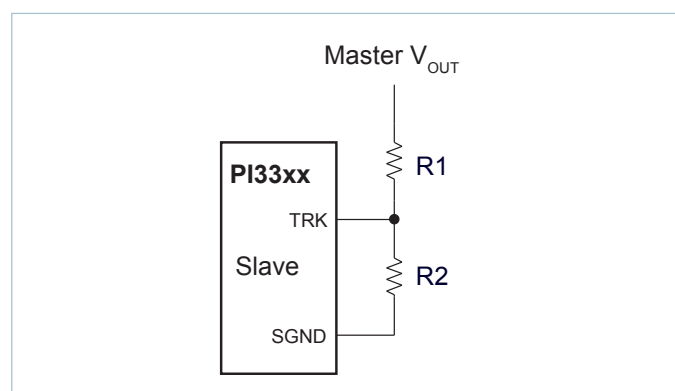 Master VOUT
R1
PI33xx
TRK
Slave
R2
SGND